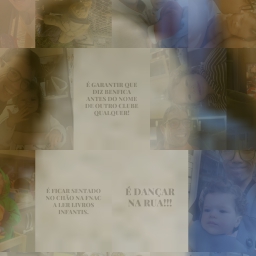 É GARANTIR QUE
DIZ BENFICA
ANTES DO NOME
DE OUTRO CLUBE
QUALQUER!
É FICAR SENTADO
NO CHÃO NA FNAC
A LER LIVROS
INFANTIS.
É DANÇAR
NA RUA!!!